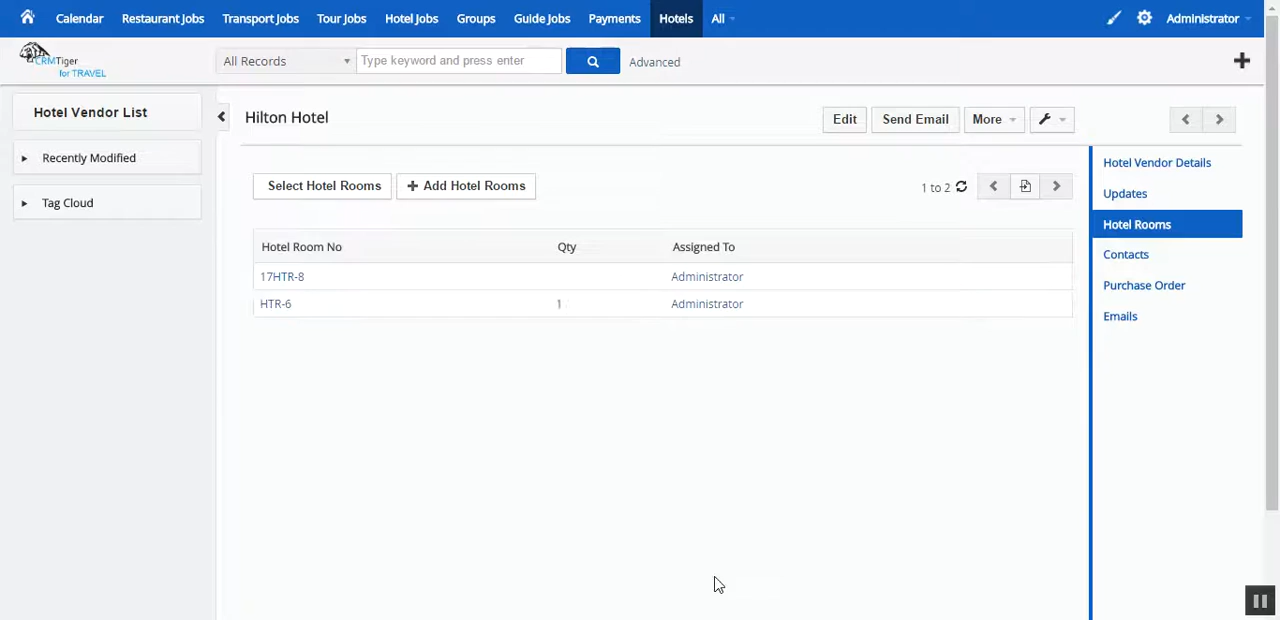 Calendar Restaurant Jobs Transport Jobs Tour Jobs Hotel Jobs Groups Guide Jobs Payments Hotels All Administrator
CRMTiger
for TRAVEL
All Records Type keyword and press enter Advanced
Hotel Vendor List
Recently Modified
Tag Cloud
Hilton Hotel
Edit Send Email More
Select Hotel Rooms Add Hotel Rooms
1 to 2
Hotel Room No Qty Assigned To
17HTR-8 Administrator
HTR-6 1 Administrator
Hotel Vendor Details
Updates
Hotel Rooms
Contacts
Purchase Order
Emails